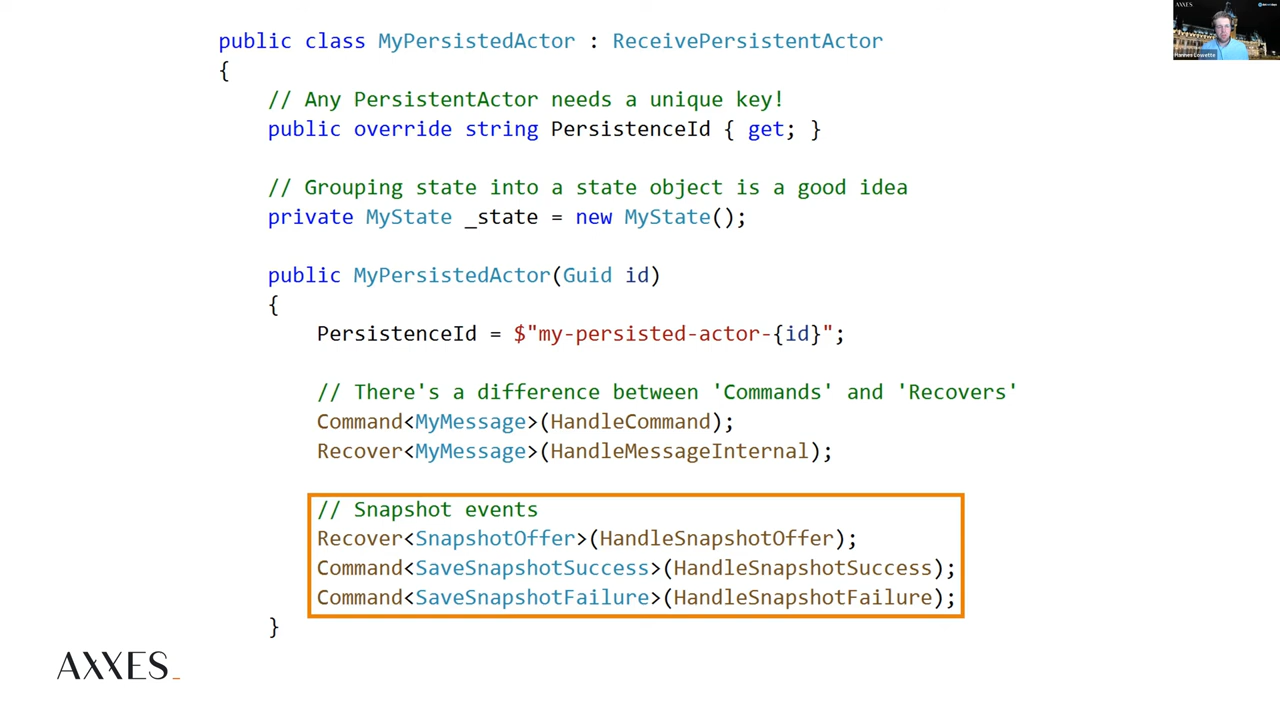 public class MyPersistedActor : ReceivePersistentActor
{
// Any PersistentActor needs a unique key!
public override string PersistenceId { get; }
// Grouping state into a state object is a good idea
private MyState _state = new MyState();
public MyPersistedActor(Guid id)
{
PersistenceId = $"my-persisted-actor-{id}";
// There's a difference between 'Commands' and 'Recovers'
Command<MyMessage>(HandleCommand);
Recover<MyMessage>(HandleMessageInternal);
// Snapshot events
Recover<SnapshotOffer>(HandleSnapshotOffer);
Command<SaveSnapshotSuccess>(HandleSnapshotSuccess);
Command<SaveSnapshotFailure>(HandleSnapshotFailure);
}
AXXES_
AXXES
Hannes Lowette